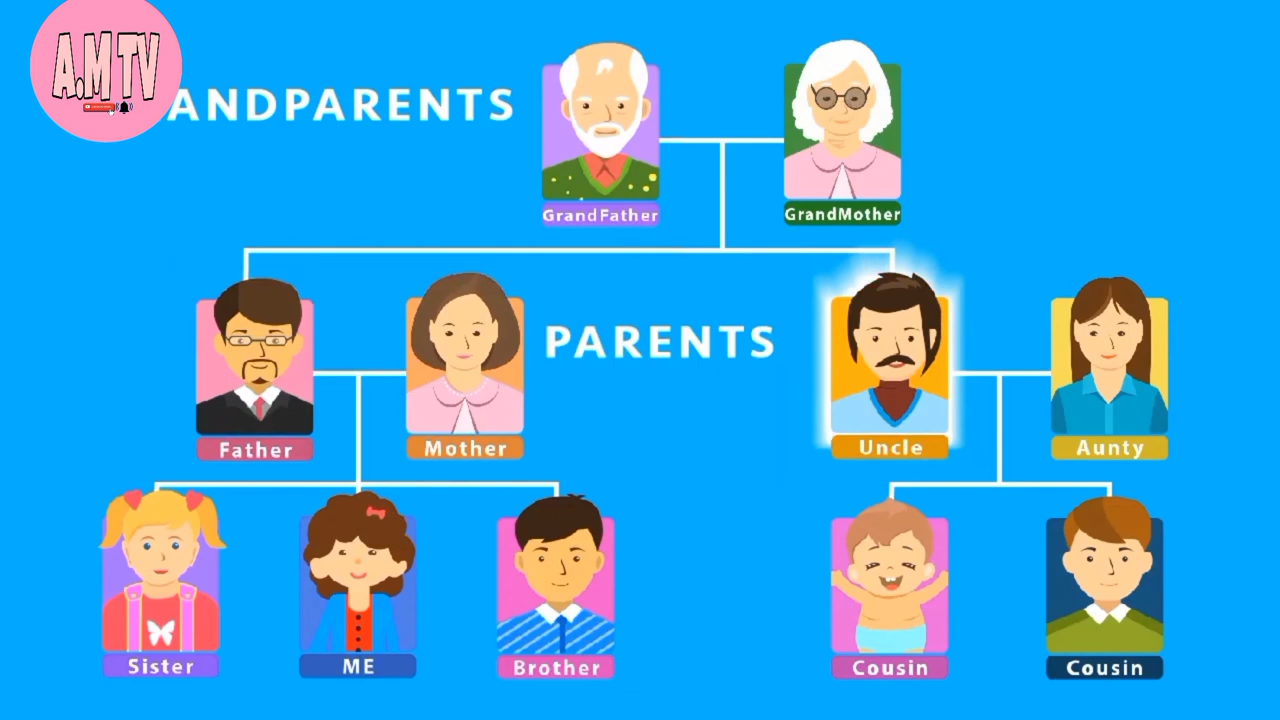 A.M TV
ANDPARENTS
GrandFather
GrandMother
PARENTS
Father
Mother
Uncle
Aunty
Sister
ME
Brother
Cousin
Cousin